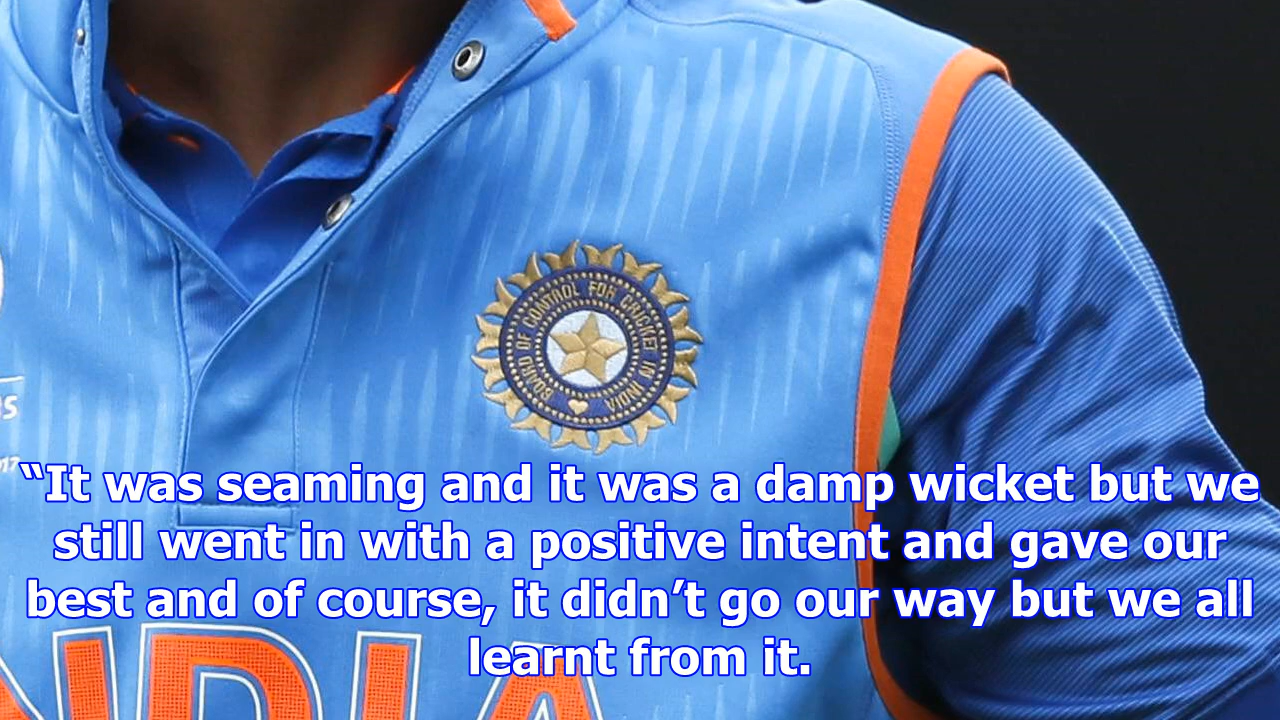 BOARD OF CONTROL FOR CRICKET IN INDIA
“It was seaming and it was a damp wicket but we
still went in with a positive intent and gave our
best and of course, it didn’t go our way but we all
learnt from it.
NDIA